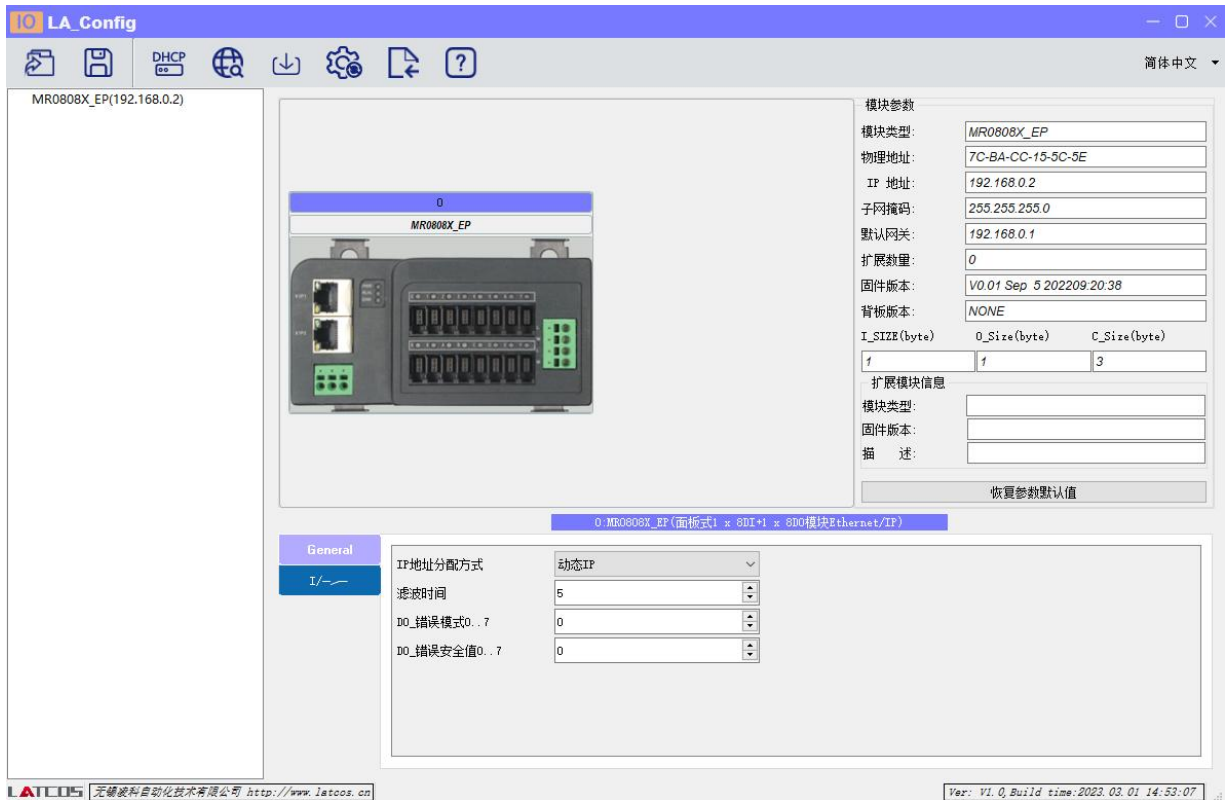 IO LA_Config
DHCP
简体中文
MR0808X_EP(192.168.0.2)
0
MR0808X_EP
模块参数
模块类型: MR0808X_EP
物理地址: 7C-BA-CC-15-5C-5E
IP 地址: 192.168.0.2
子网掩码: 255.255.255.0
默认网关: 192.168.0.1
扩展数量: 0
固件版本: V0.01 Sep 5 202209:20:38
背板版本: NONE
I_SIZE(byte) O_Size(byte) C_Size(byte)
1 1 3
扩展模块信息
模块类型:
固件版本:
描 述:
恢复参数默认值
0:MR0808X_EP(面板式1 x 8DI+1 x 8DO模块Ethernet/IP)
General
IP地址分配方式 动态IP
滤波时间 5
DO_错误模式0..7 0
DO_错误安全值0..7 0
LATCOS 无锡凌科自动化技术有限公司 http://www.latcos.cn
Ver: V1.0,Build time:2023.03.01 14:53:07